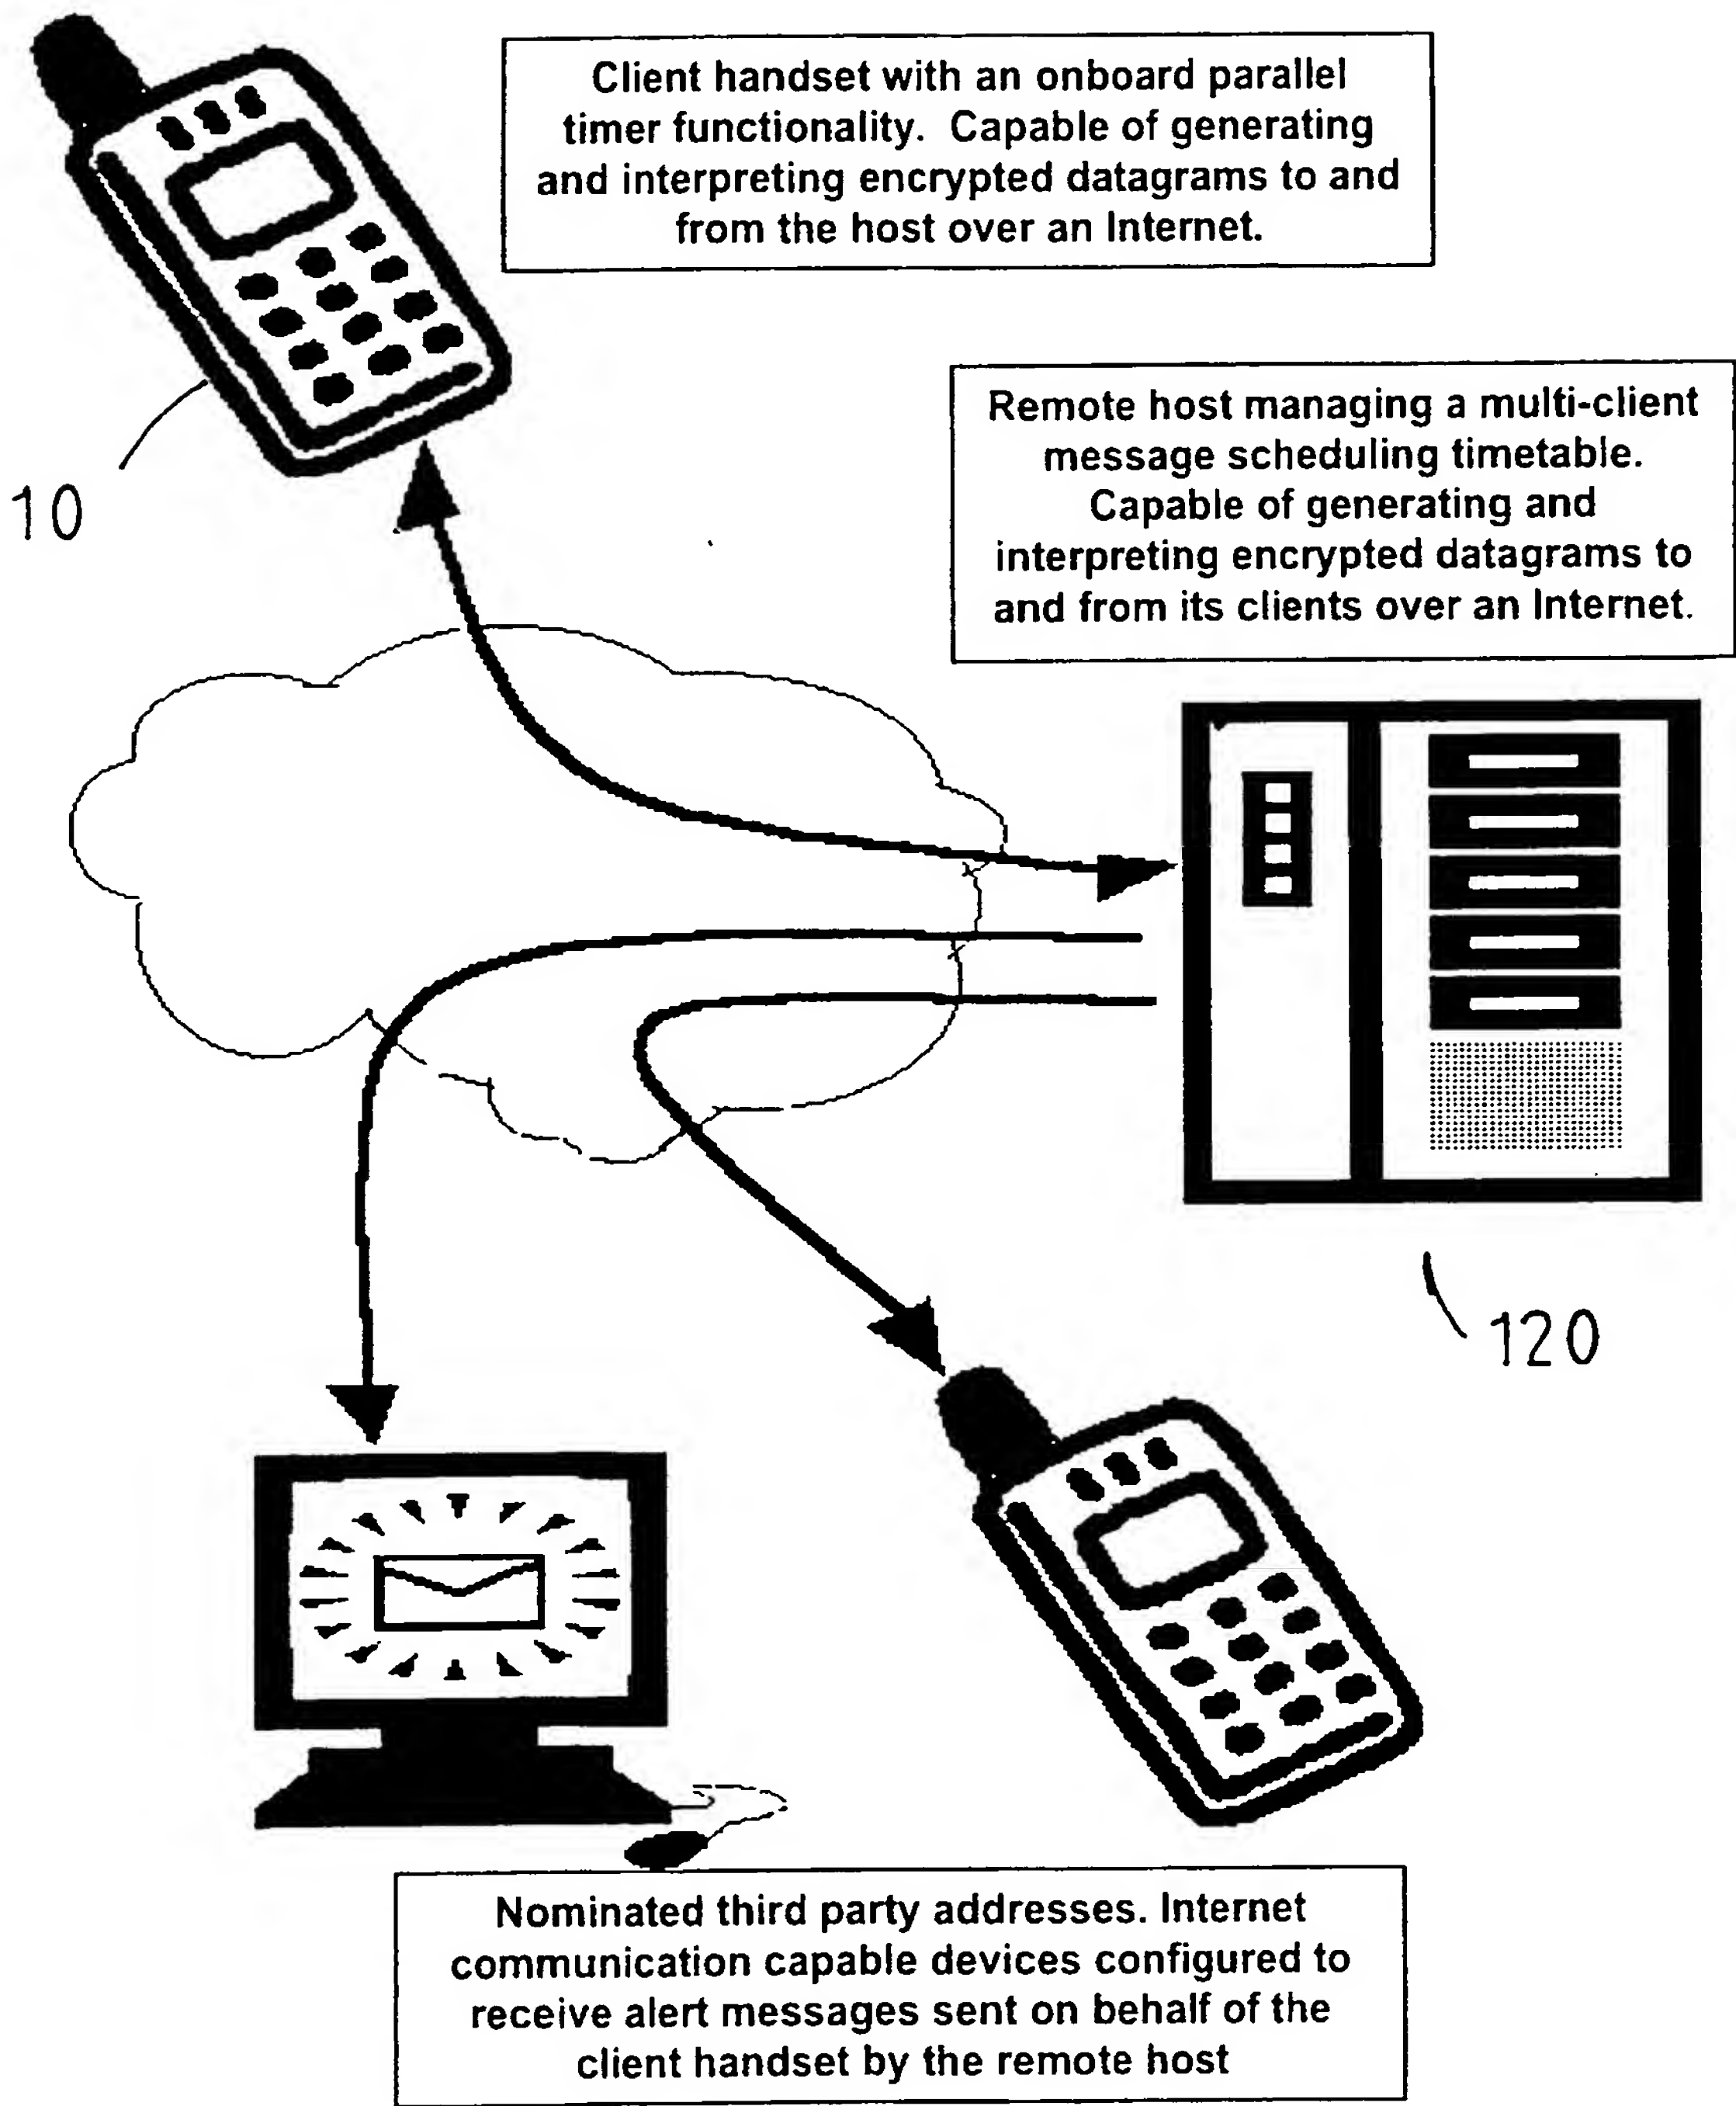 Client handset with an onboard parallel
timer functionality.  Capable of generating
and interpreting encrypted datagrams to and
from the host over an Internet.
10
Remote host managing a multi-client
message scheduling timetable.
Capable of generating and
interpreting encrypted datagrams to
and from its clients over an Internet.
120
Nominated third party addresses. Internet
communication capable devices configured to
receive alert messages sent on behalf of the
client handset by the remote host